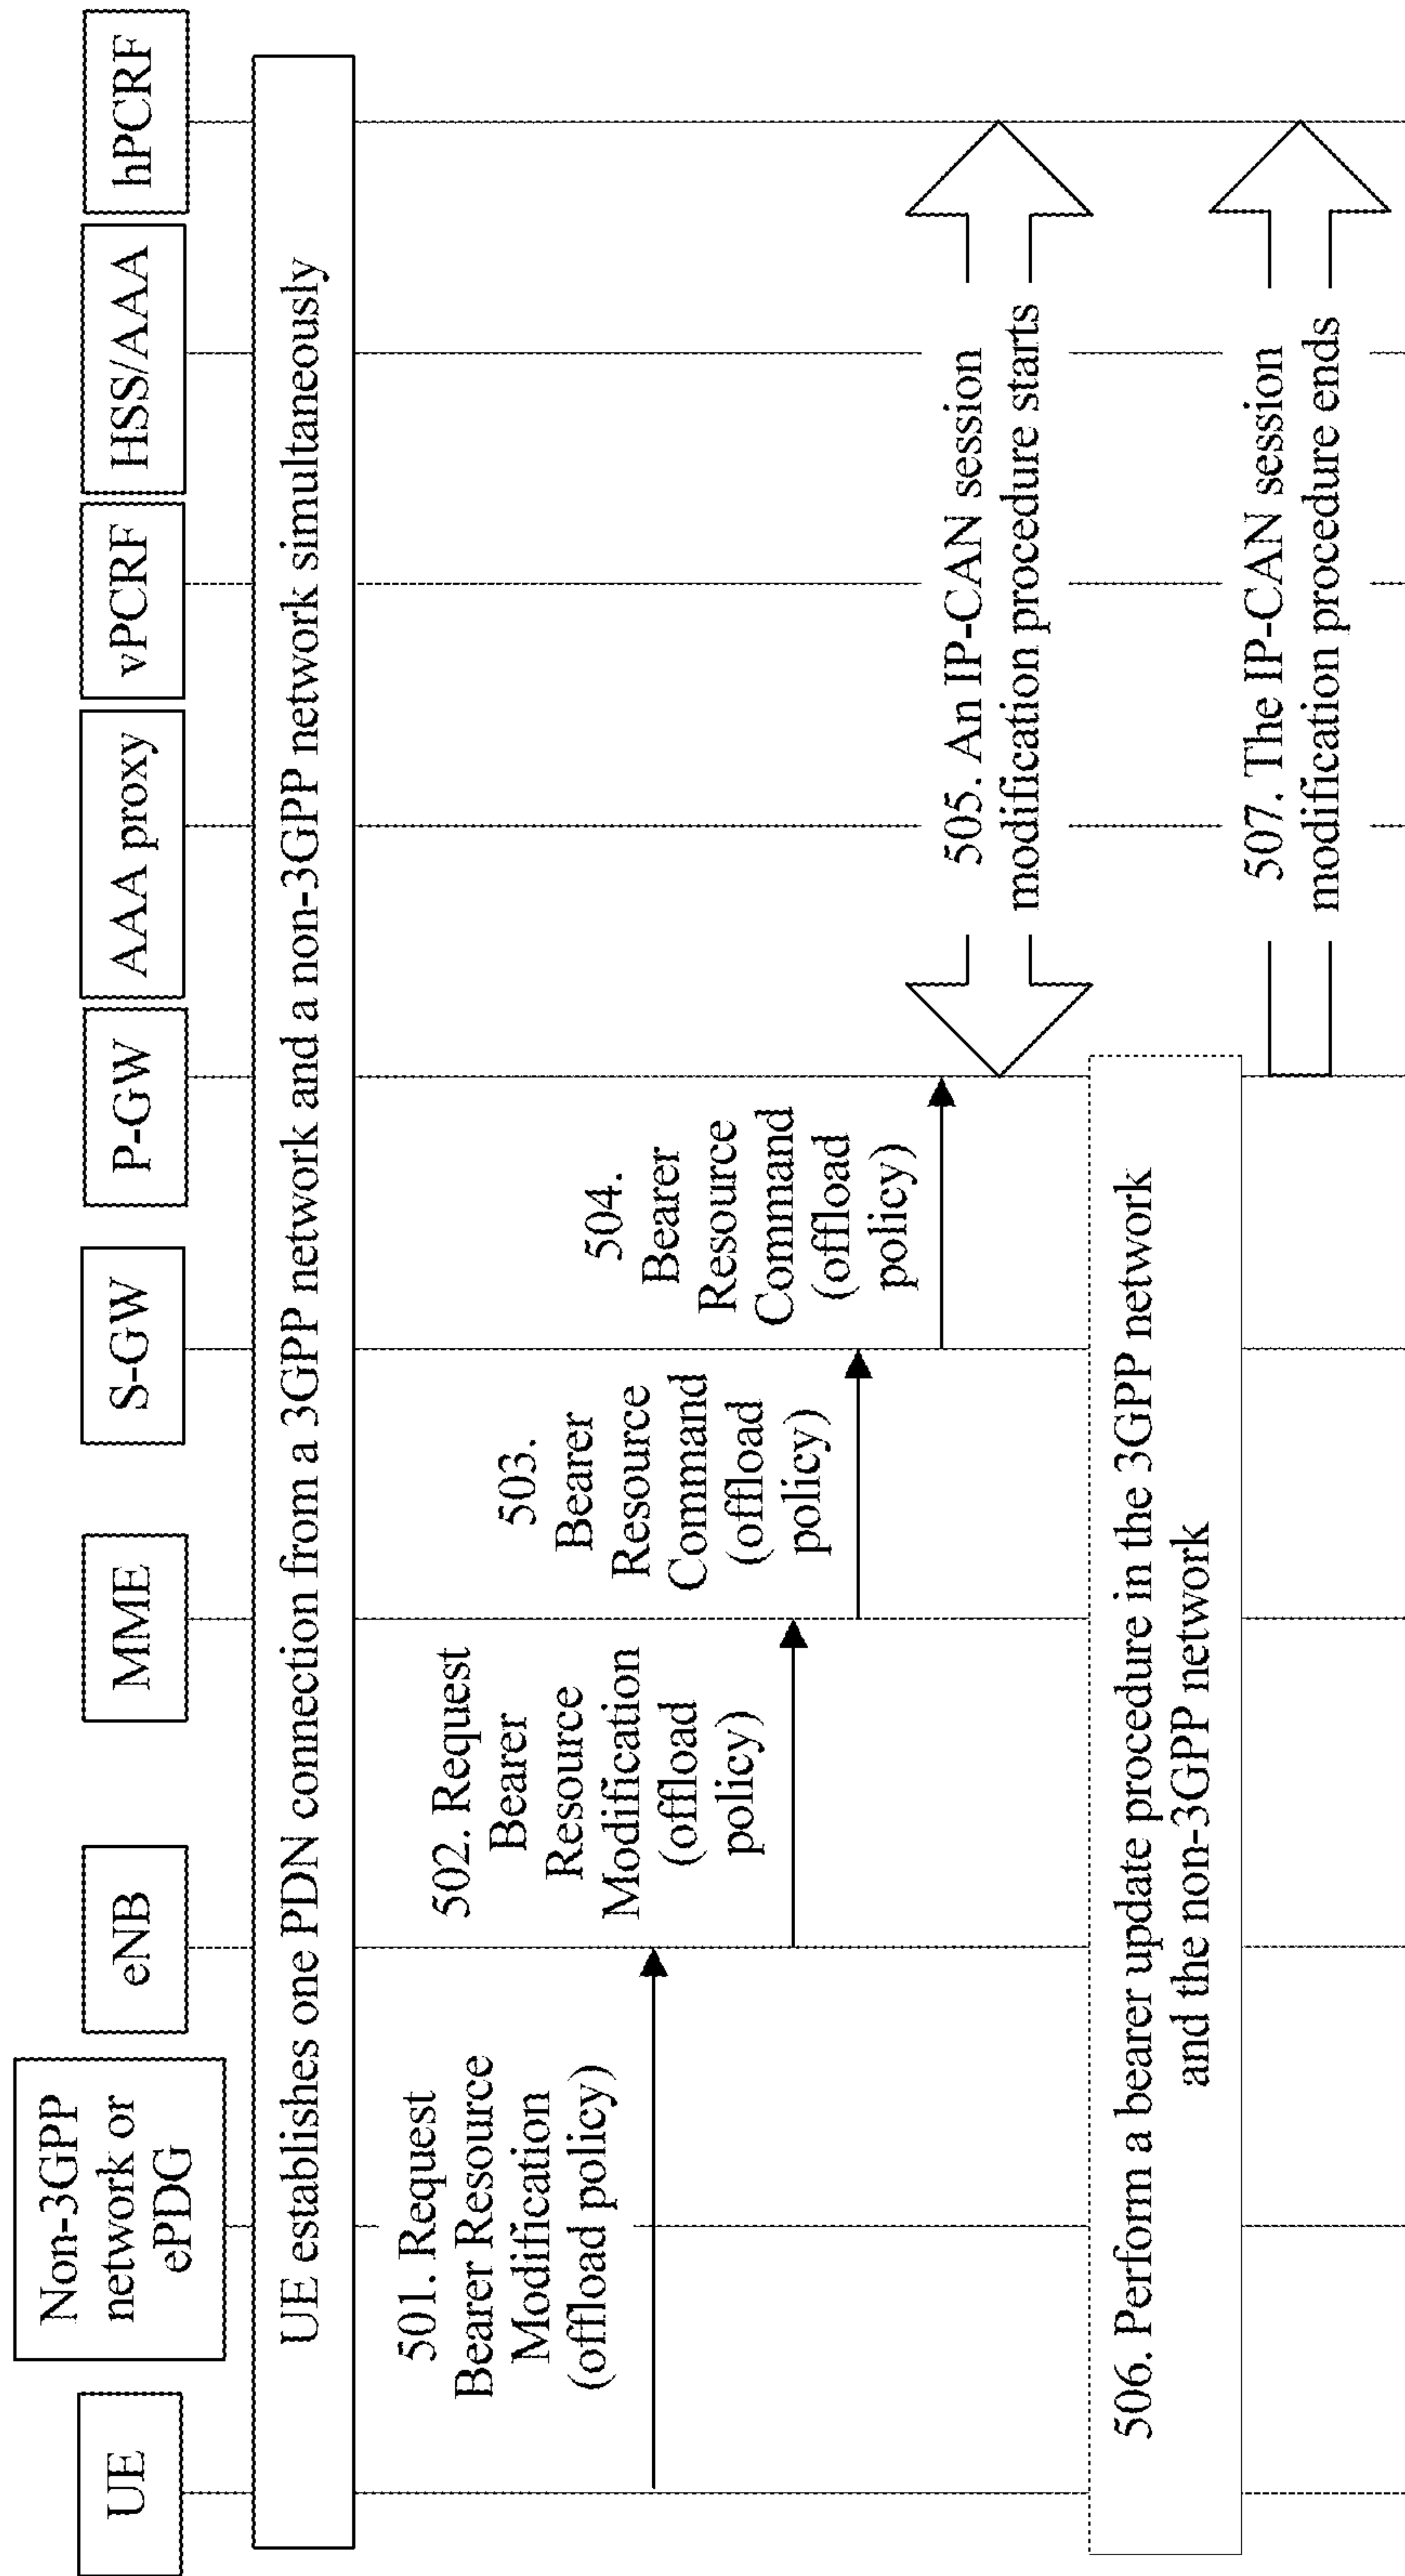 UE
Non-3GPP
network or
ePDG
eNB
MME
S-GW
P-GW
AAA proxy
vPCRF
HSS/AAA
hPCRF
UE establishes one PDN connection from a 3GPP network and a non-3GPP network simultaneously
501. Request
Bearer Resource
Modification
(offload policy)
502. Request
Bearer
Resource
Modification
(offload
policy)
503.
Bearer
Resource
Command
(offload
policy)
504.
Bearer
Resource
Command
(offload
policy)
505. An IP-CAN session
modification procedure starts
506. Perform a bearer update procedure in the 3GPP network
and the non-3GPP network
507. The IP-CAN session
modification procedure ends